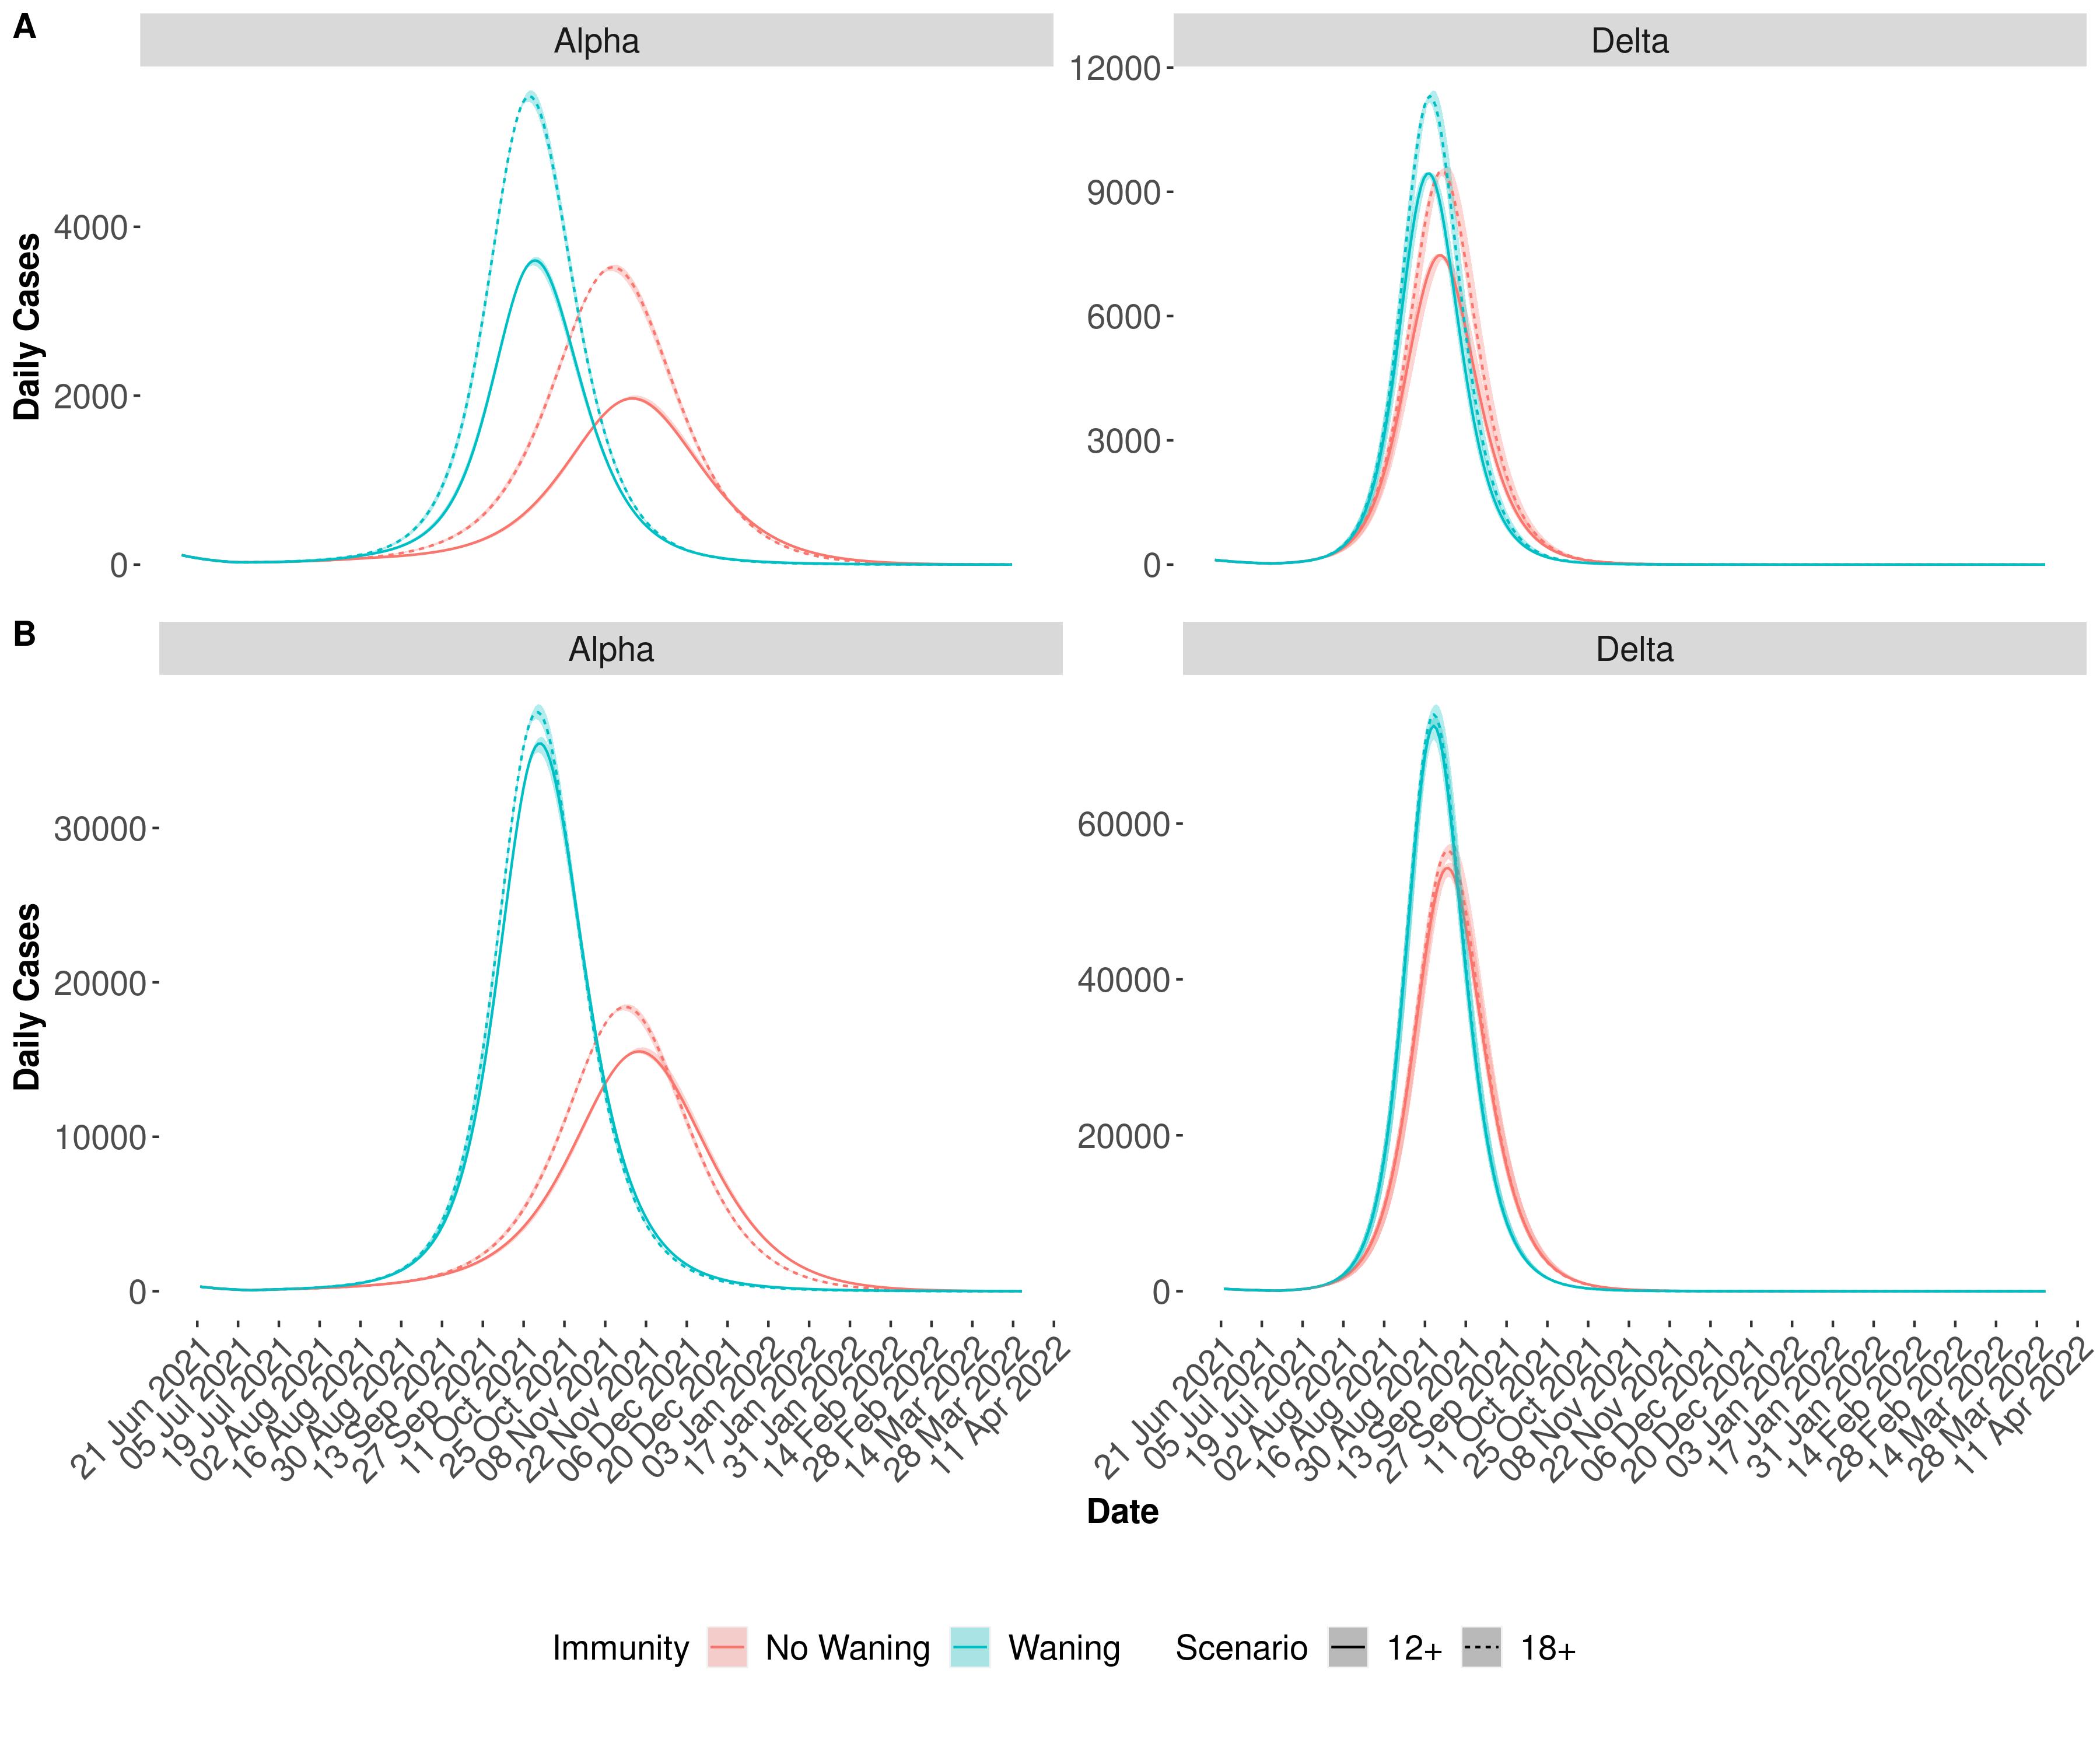 A
Alpha
Delta
Daily Cases
4000
2000
0
12000
9000
6000
3000
0
B
Alpha
Delta
Daily Cases
30000
20000
10000
0
60000
40000
20000
0
21 Jun 2021
05 Jul 2021
19 Jul 2021
02 Aug 2021
16 Aug 2021
30 Aug 2021
13 Sep 2021
27 Sep 2021
11 Oct 2021
25 Oct 2021
08 Nov 2021
22 Nov 2021
06 Dec 2021
20 Dec 2021
03 Jan 2022
17 Jan 2022
31 Jan 2022
14 Feb 2022
28 Feb 2022
14 Mar 2022
28 Mar 2022
11 Apr 2022
21 Jun 2021
05 Jul 2021
19 Jul 2021
02 Aug 2021
16 Aug 2021
30 Aug 2021
13 Sep 2021
27 Sep 2021
11 Oct 2021
25 Oct 2021
08 Nov 2021
22 Nov 2021
06 Dec 2021
20 Dec 2021
03 Jan 2022
17 Jan 2022
31 Jan 2022
14 Feb 2022
28 Feb 2022
14 Mar 2022
28 Mar 2022
11 Apr 2022
Date
Immunity No Waning Waning Scenario 12+ 18+